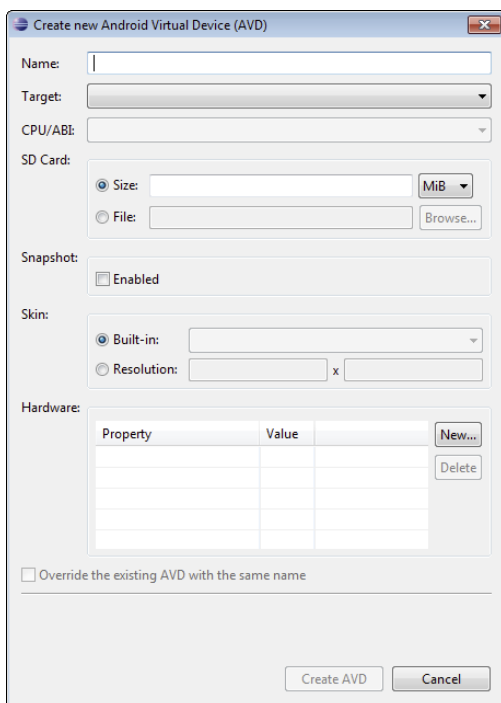 Create new Android Virtual Device (AVD)
Name:
Target:
CPU/ABI:
SD Card:
Size: MiB
File: Browse...
Snapshot:
Enabled
Skin:
Built-in:
Resolution: x
Hardware:
Property Value New...
Delete
Override the existing AVD with the same name
Create AVD Cancel